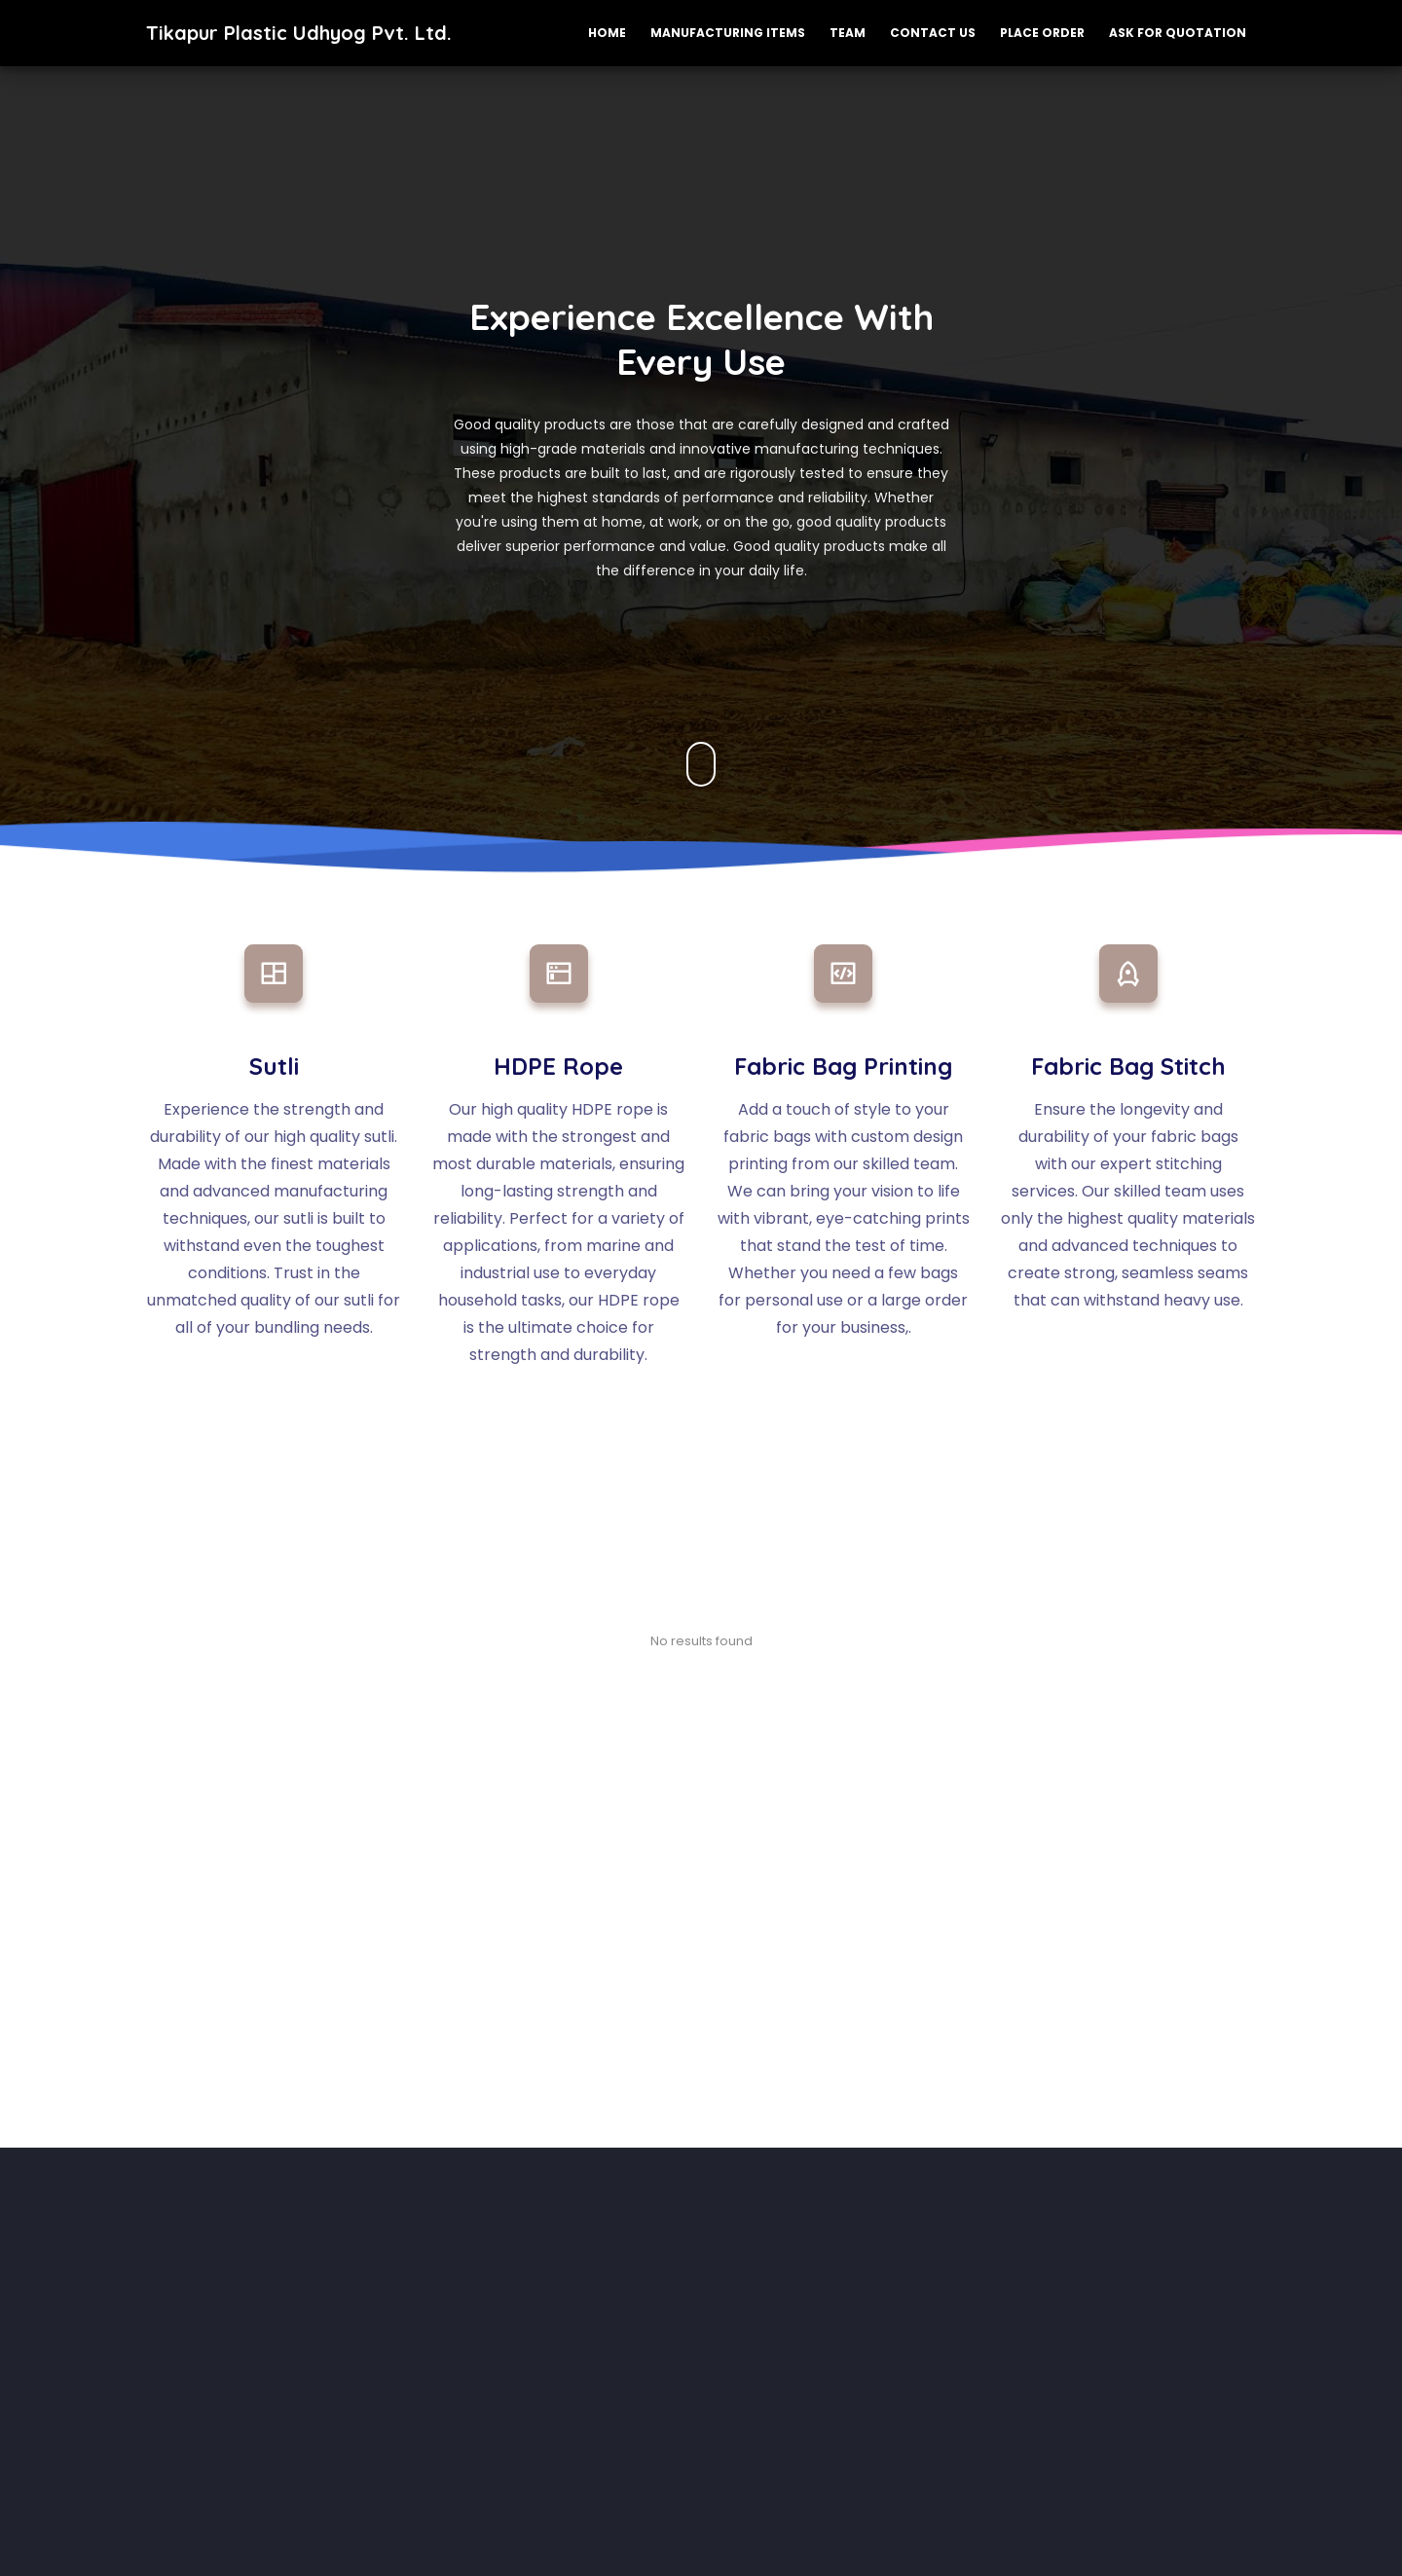 Tikapur Plastic Udhyog Pvt. Ltd.
HOME MANUFACTURING ITEMS TEAM CONTACT US PLACE ORDER ASK FOR QUOTATION
Experience Excellence With
Every Use
Good quality products are those that are carefully designed and crafted
using high-grade materials and innovative manufacturing techniques.
These products are built to last, and are rigorously tested to ensure they
meet the highest standards of performance and reliability. Whether
you're using them at home, at work, or on the go, good quality products
deliver superior performance and value. Good quality products make all
the difference in your daily life.
Sutli
Experience the strength and
durability of our high quality sutli.
Made with the finest materials
and advanced manufacturing
techniques, our sutli is built to
withstand even the toughest
conditions. Trust in the
unmatched quality of our sutli for
all of your bundling needs.
HDPE Rope
Our high quality HDPE rope is
made with the strongest and
most durable materials, ensuring
long-lasting strength and
reliability. Perfect for a variety of
applications, from marine and
industrial use to everyday
household tasks, our HDPE rope
is the ultimate choice for
strength and durability.
Fabric Bag Printing
Add a touch of style to your
fabric bags with custom design
printing from our skilled team.
We can bring your vision to life
with vibrant, eye-catching prints
that stand the test of time.
Whether you need a few bags
for personal use or a large order
for your business,.
Fabric Bag Stitch
Ensure the longevity and
durability of your fabric bags
with our expert stitching
services. Our skilled team uses
only the highest quality materials
and advanced techniques to
create strong, seamless seams
that can withstand heavy use.
No results found